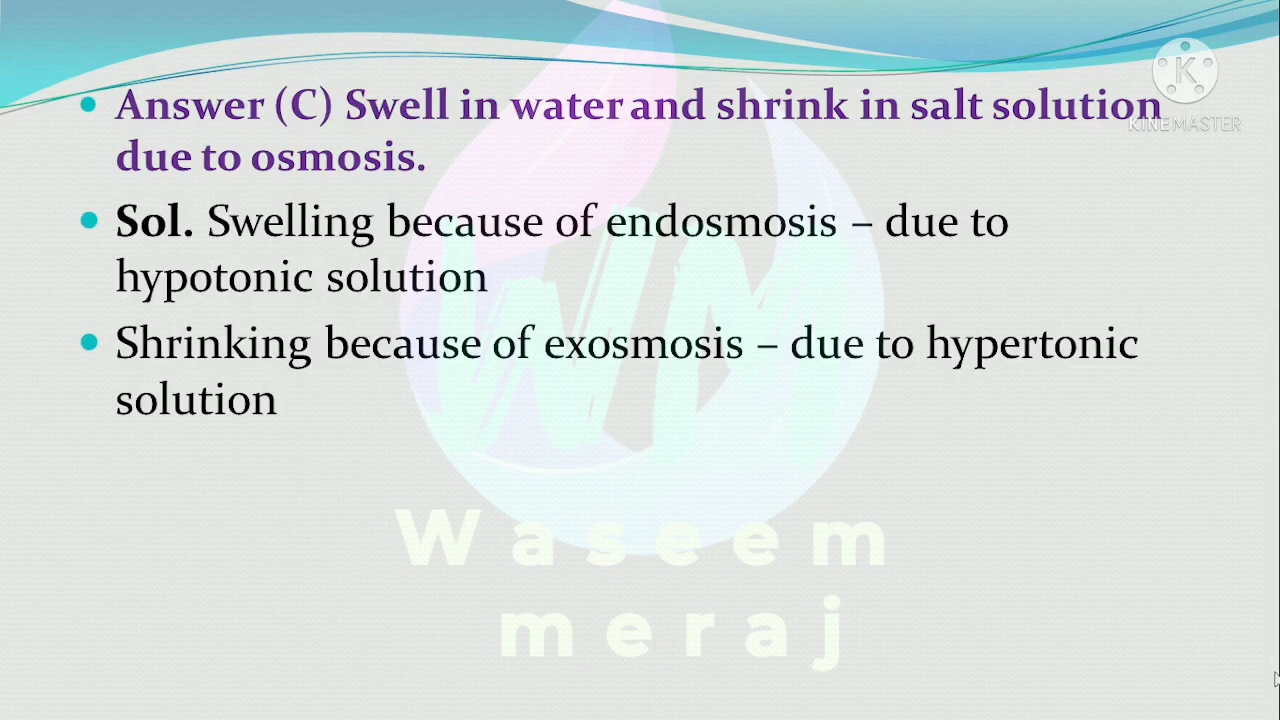 Answer (C) Swell in water and shrink in salt solution
due to osmosis.
Sol. Swelling because of endosmosis – due to
hypotonic solution
Shrinking because of exosmosis – due to hypertonic
solution
K
KINEMASTER
WM
Waseem
meraj